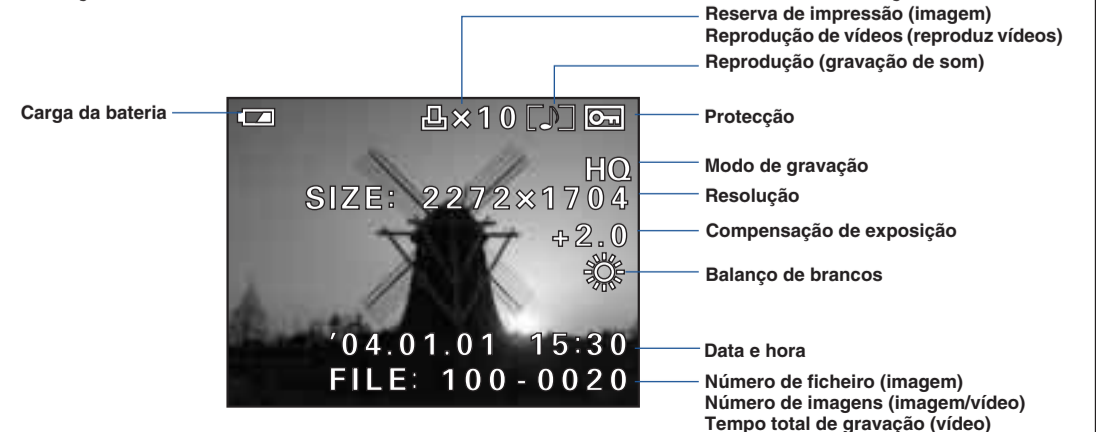 Reserva de impressão (imagem)
Reprodução de vídeos (reproduz vídeos)
Reprodução (gravação de som)
Carga da bateria
×10
Protecção
HQ
Modo de gravação
SIZE: 2272×1704
Resolução
+2.0
Compensação de exposição
Balanço de brancos
'04.01.01 15:30
Data e hora
FILE: 100-0020
Número de ficheiro (imagem)
Número de imagens (imagem/vídeo)
Tempo total de gravação (vídeo)